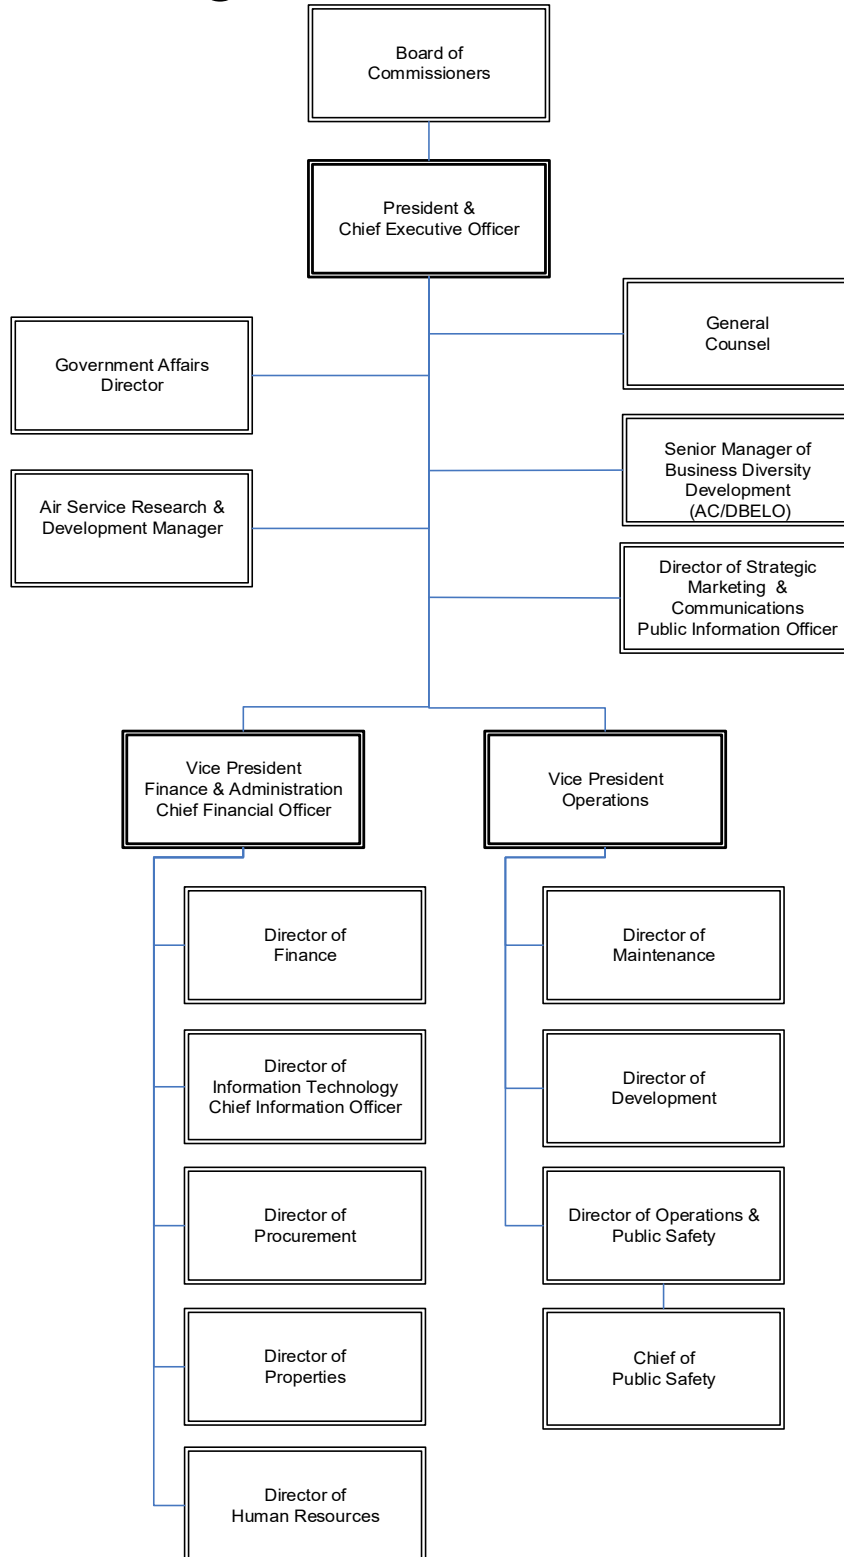 Board of
Commissioners
President &
Chief Executive Officer
General
Counsel
Government Affairs
Director
Senior Manager of
Business Diversity
Development
(AC/DBELO)
Air Service Research &
Development Manager
Director of Strategic
Marketing &
Communications
Public Information Officer
Vice President
Finance & Administration
Chief Financial Officer
Vice President
Operations
Director of
Finance
Director of
Maintenance
Director of
Information Technology
Chief Information Officer
Director of
Development
Director of
Procurement
Director of Operations &
Public Safety
Director of
Properties
Chief of
Public Safety
Director of
Human Resources